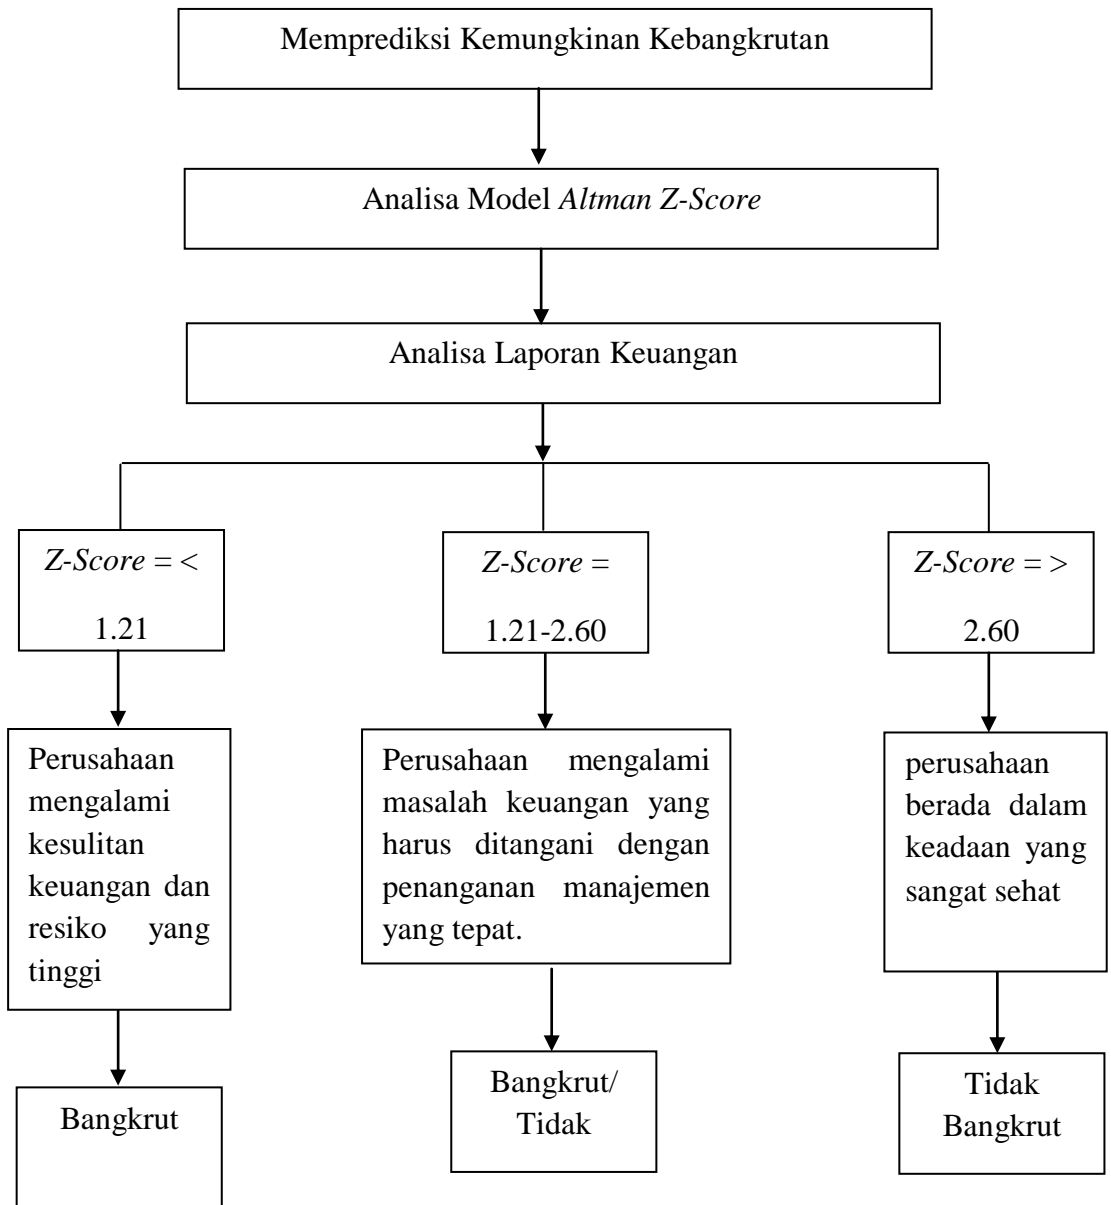 Memprediksi Kemungkinan Kebangkrutan
Analisa Model Altman Z-Score
Analisa Laporan Keuangan
Z-Score = <
1.21
Z-Score =
1.21-2.60
Z-Score = >
2.60
Perusahaan
mengalami
kesulitan
keuangan dan
resiko yang
tinggi
Perusahaan mengalami
masalah keuangan yang
harus ditangani dengan
penanganan manajemen
yang tepat.
perusahaan
berada dalam
keadaan yang
sangat sehat
Bangkrut
Bangkrut/
Tidak
Tidak
Bangkrut